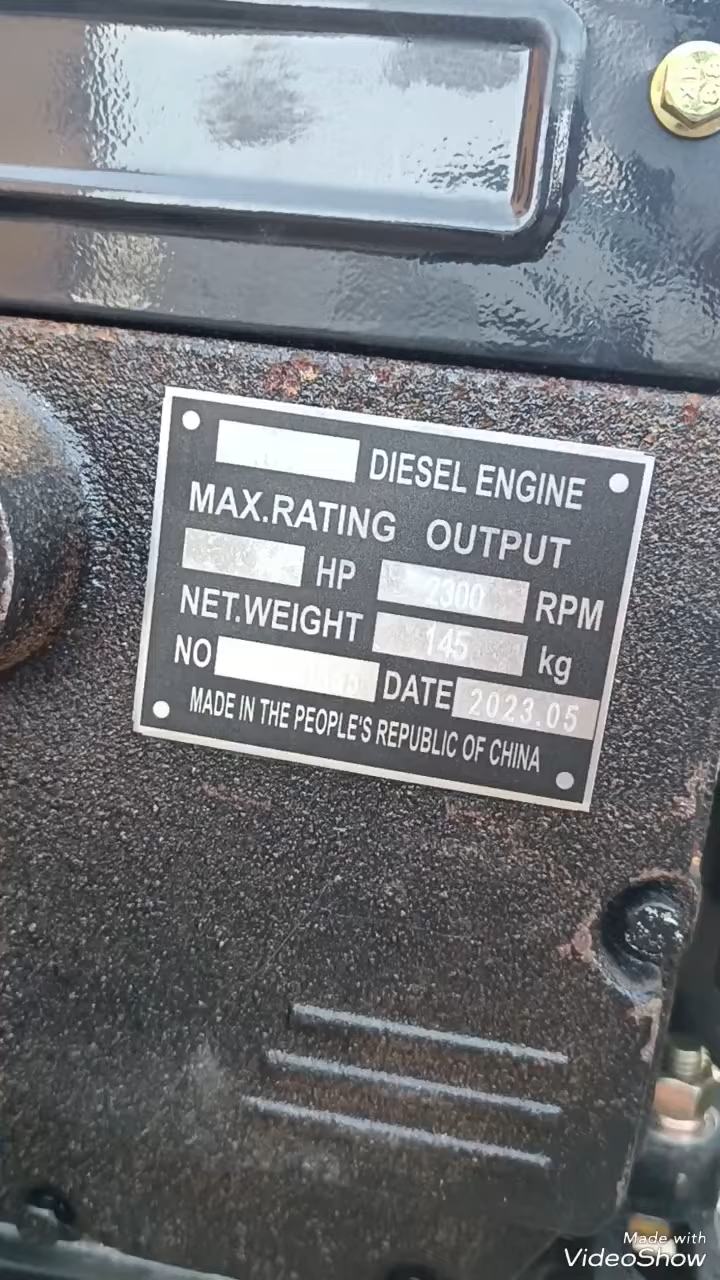 DIESEL ENGINE
MAX.RATING OUTPUT
HP 2300 RPM
NET.WEIGHT 145 kg
NO DATE 2023.05
MADE IN THE PEOPLE'S REPUBLIC OF CHINA
Made with
VideoShow